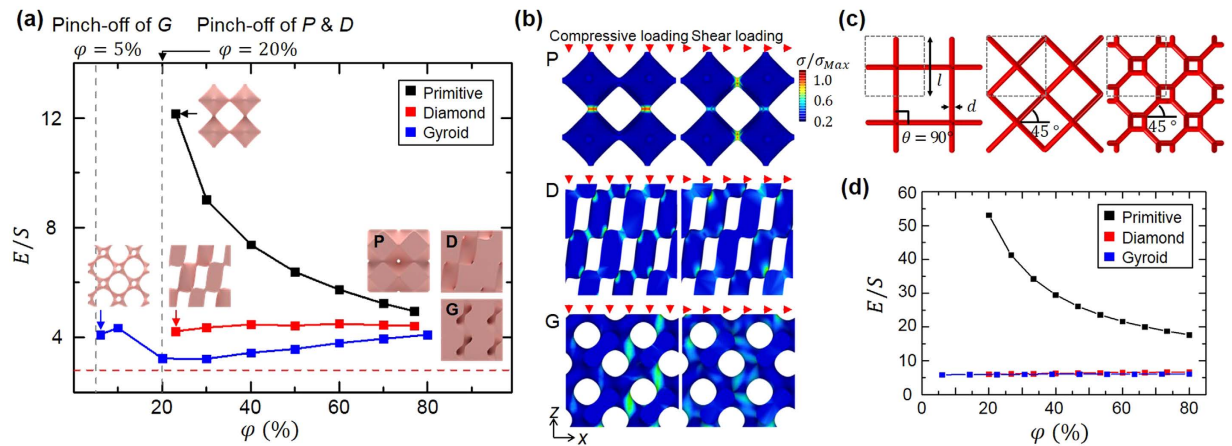 (a)
Pinch-off of G
φ = 5%
Pinch-off of P & D
φ = 20%
12
8
4
E/S
Primitive
Diamond
Gyroid
P
D
G
0
20
40
60
80
φ (%)
(b)
Compressive loading
Shear loading
P
σ/σMax
1.0
0.6
0.2
D
G
Z
X
(c)
l
d
θ = 90°
45 °
45 °
(d)
60
50
40
30
20
10
0
E/S
Primitive
Diamond
Gyroid
0
20
40
60
80
φ (%)